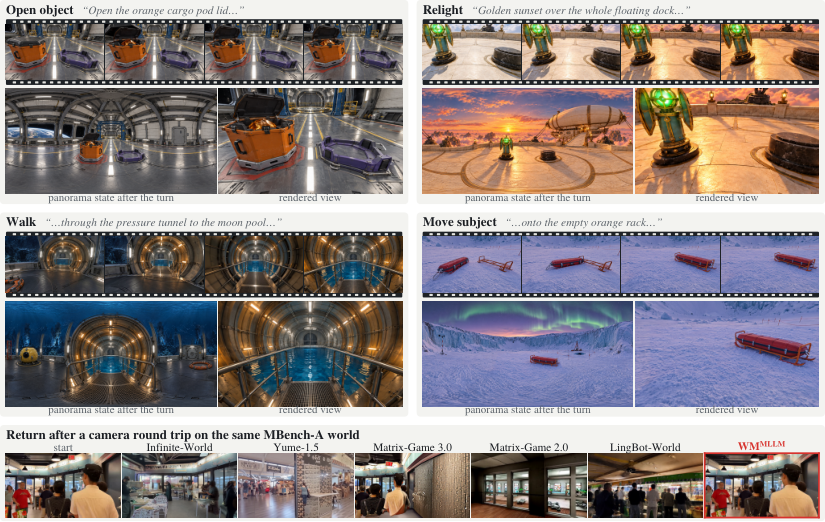 Open object “Open the orange cargo pod lid…”
panorama state after the turn
rendered view
Relight “Golden sunset over the whole floating dock…”
panorama state after the turn
rendered view
Walk “…through the pressure tunnel to the moon pool…”
panorama state after the turn
rendered view
Move subject “…onto the empty orange rack…”
panorama state after the turn
rendered view
Return after a camera round trip on the same MBench-A world
start
Infinite-World
Yume-1.5
Matrix-Game 3.0
Matrix-Game 2.0
LingBot-World
WMᴹᴸᴸᴹ